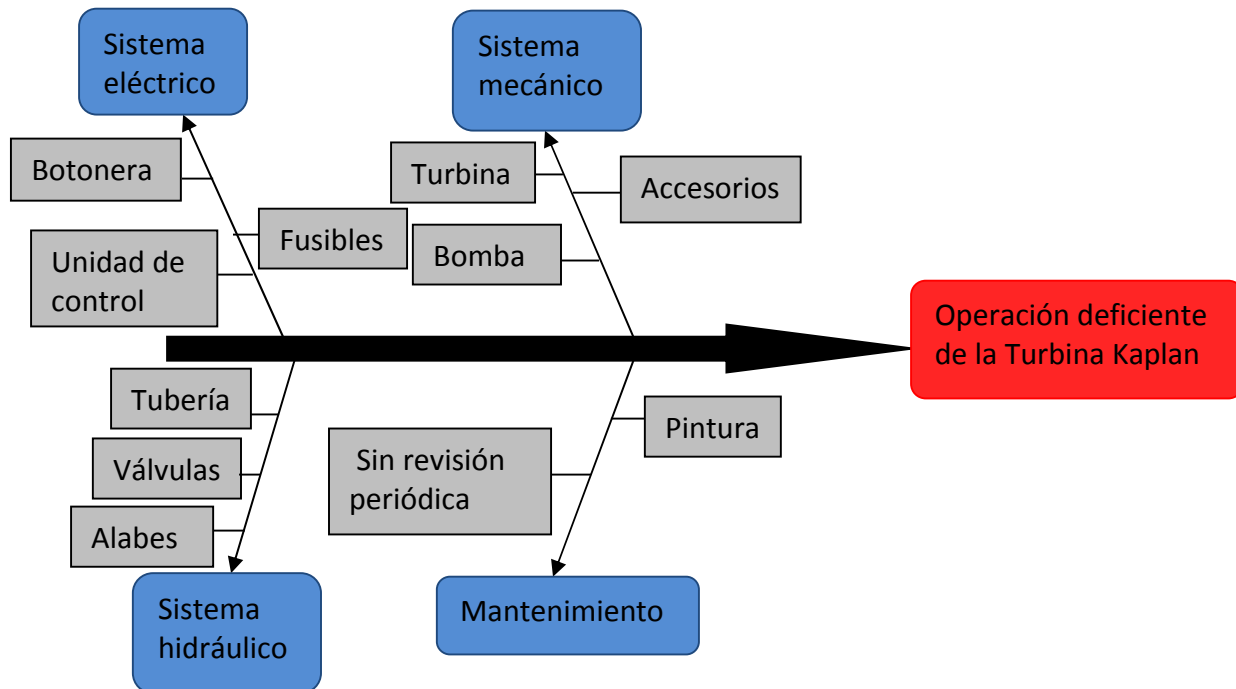 Sistema
eléctrico
Sistema
mecánico
Botonera
Turbina
Accesorios
Fusibles
Bomba
Unidad de
control
Operación deficiente
de la Turbina Kaplan
Tubería
Pintura
Válvulas
Sin revisión
periódica
Alabes
Sistema
hidráulico
Mantenimiento